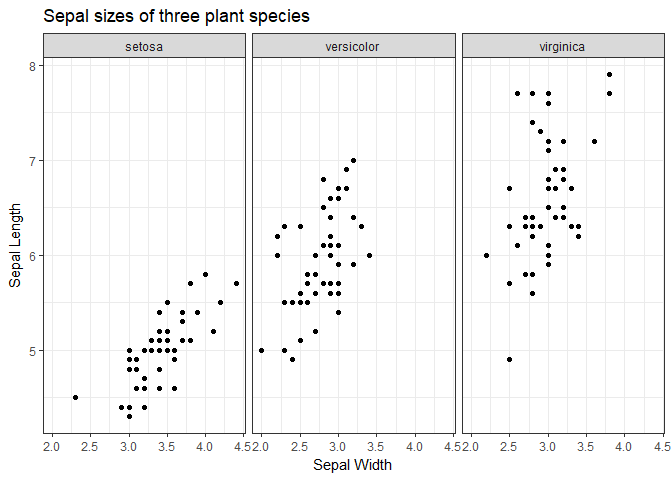 Sepal sizes of three plant species
setosa versicolor virginica
8
7
6
5
Sepal Length
2.0 2.5 3.0 3.5 4.0 4.5 2.0 2.5 3.0 3.5 4.0 4.5 2.0 2.5 3.0 3.5 4.0 4.5
Sepal Width